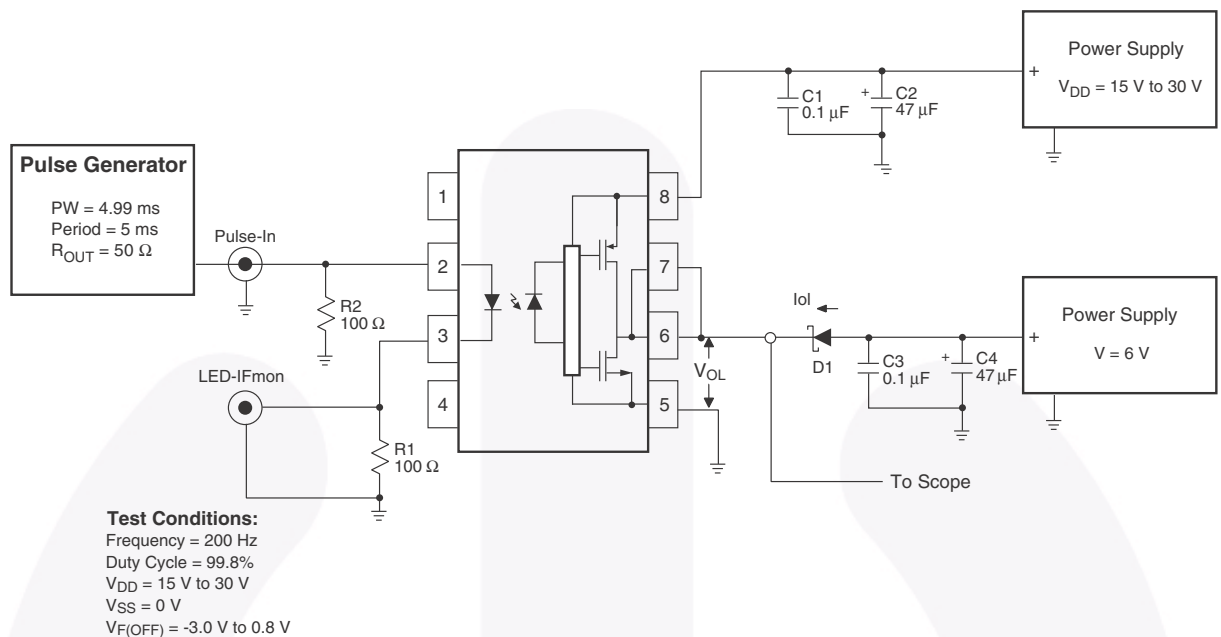 Power Supply
+
V_DD = 15 V to 30 V
C1
0.1 μF
+
C2
47 μF
Pulse Generator
PW = 4.99 ms
Period = 5 ms
R_OUT = 50 Ω
Pulse-In
R2
100 Ω
LED-IFmon
R1
100 Ω
1
2
3
4
8
7
6
5
V_OL
Iol
D1
C3
0.1 μF
+
C4
47 μF
+
Power Supply
V = 6 V
To Scope
Test Conditions:
Frequency = 200 Hz
Duty Cycle = 99.8%
V_DD = 15 V to 30 V
V_SS = 0 V
V_F(OFF) = -3.0 V to 0.8 V